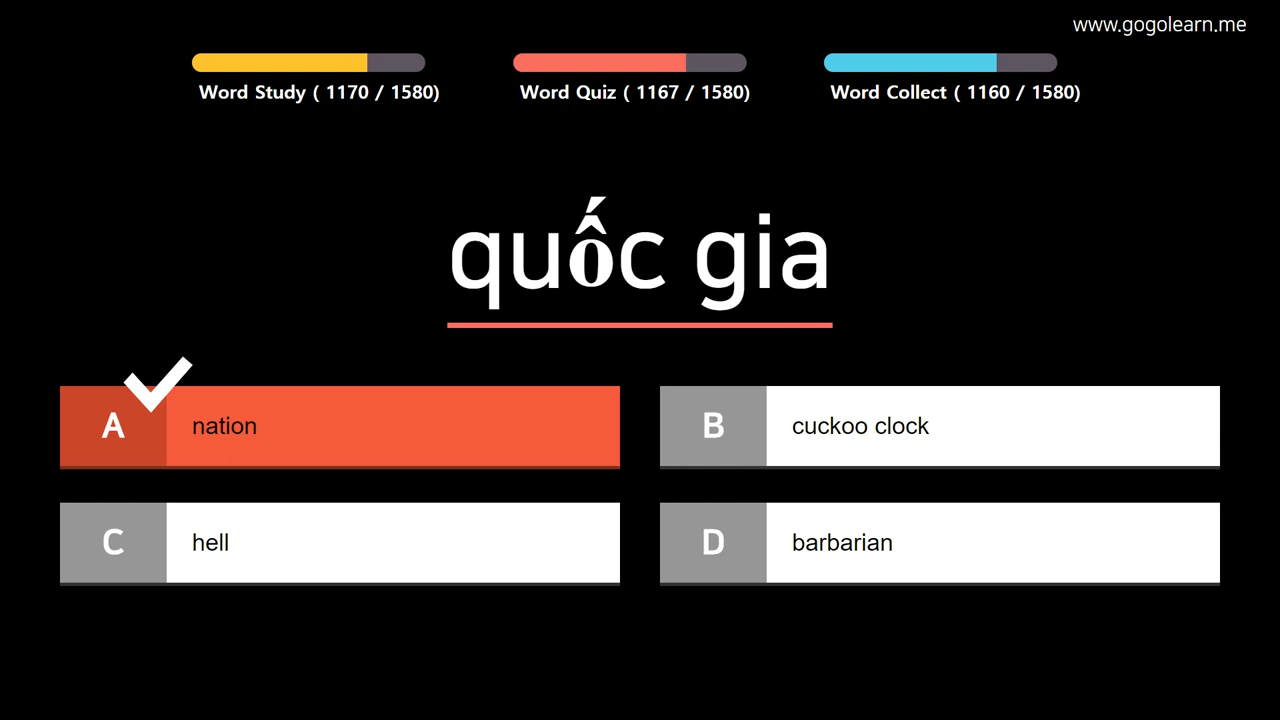 www.gogolearn.me
Word Study ( 1170 / 1580)
Word Quiz ( 1167 / 1580)
Word Collect ( 1160 / 1580)
quốc gia
A nation
B cuckoo clock
C hell
D barbarian